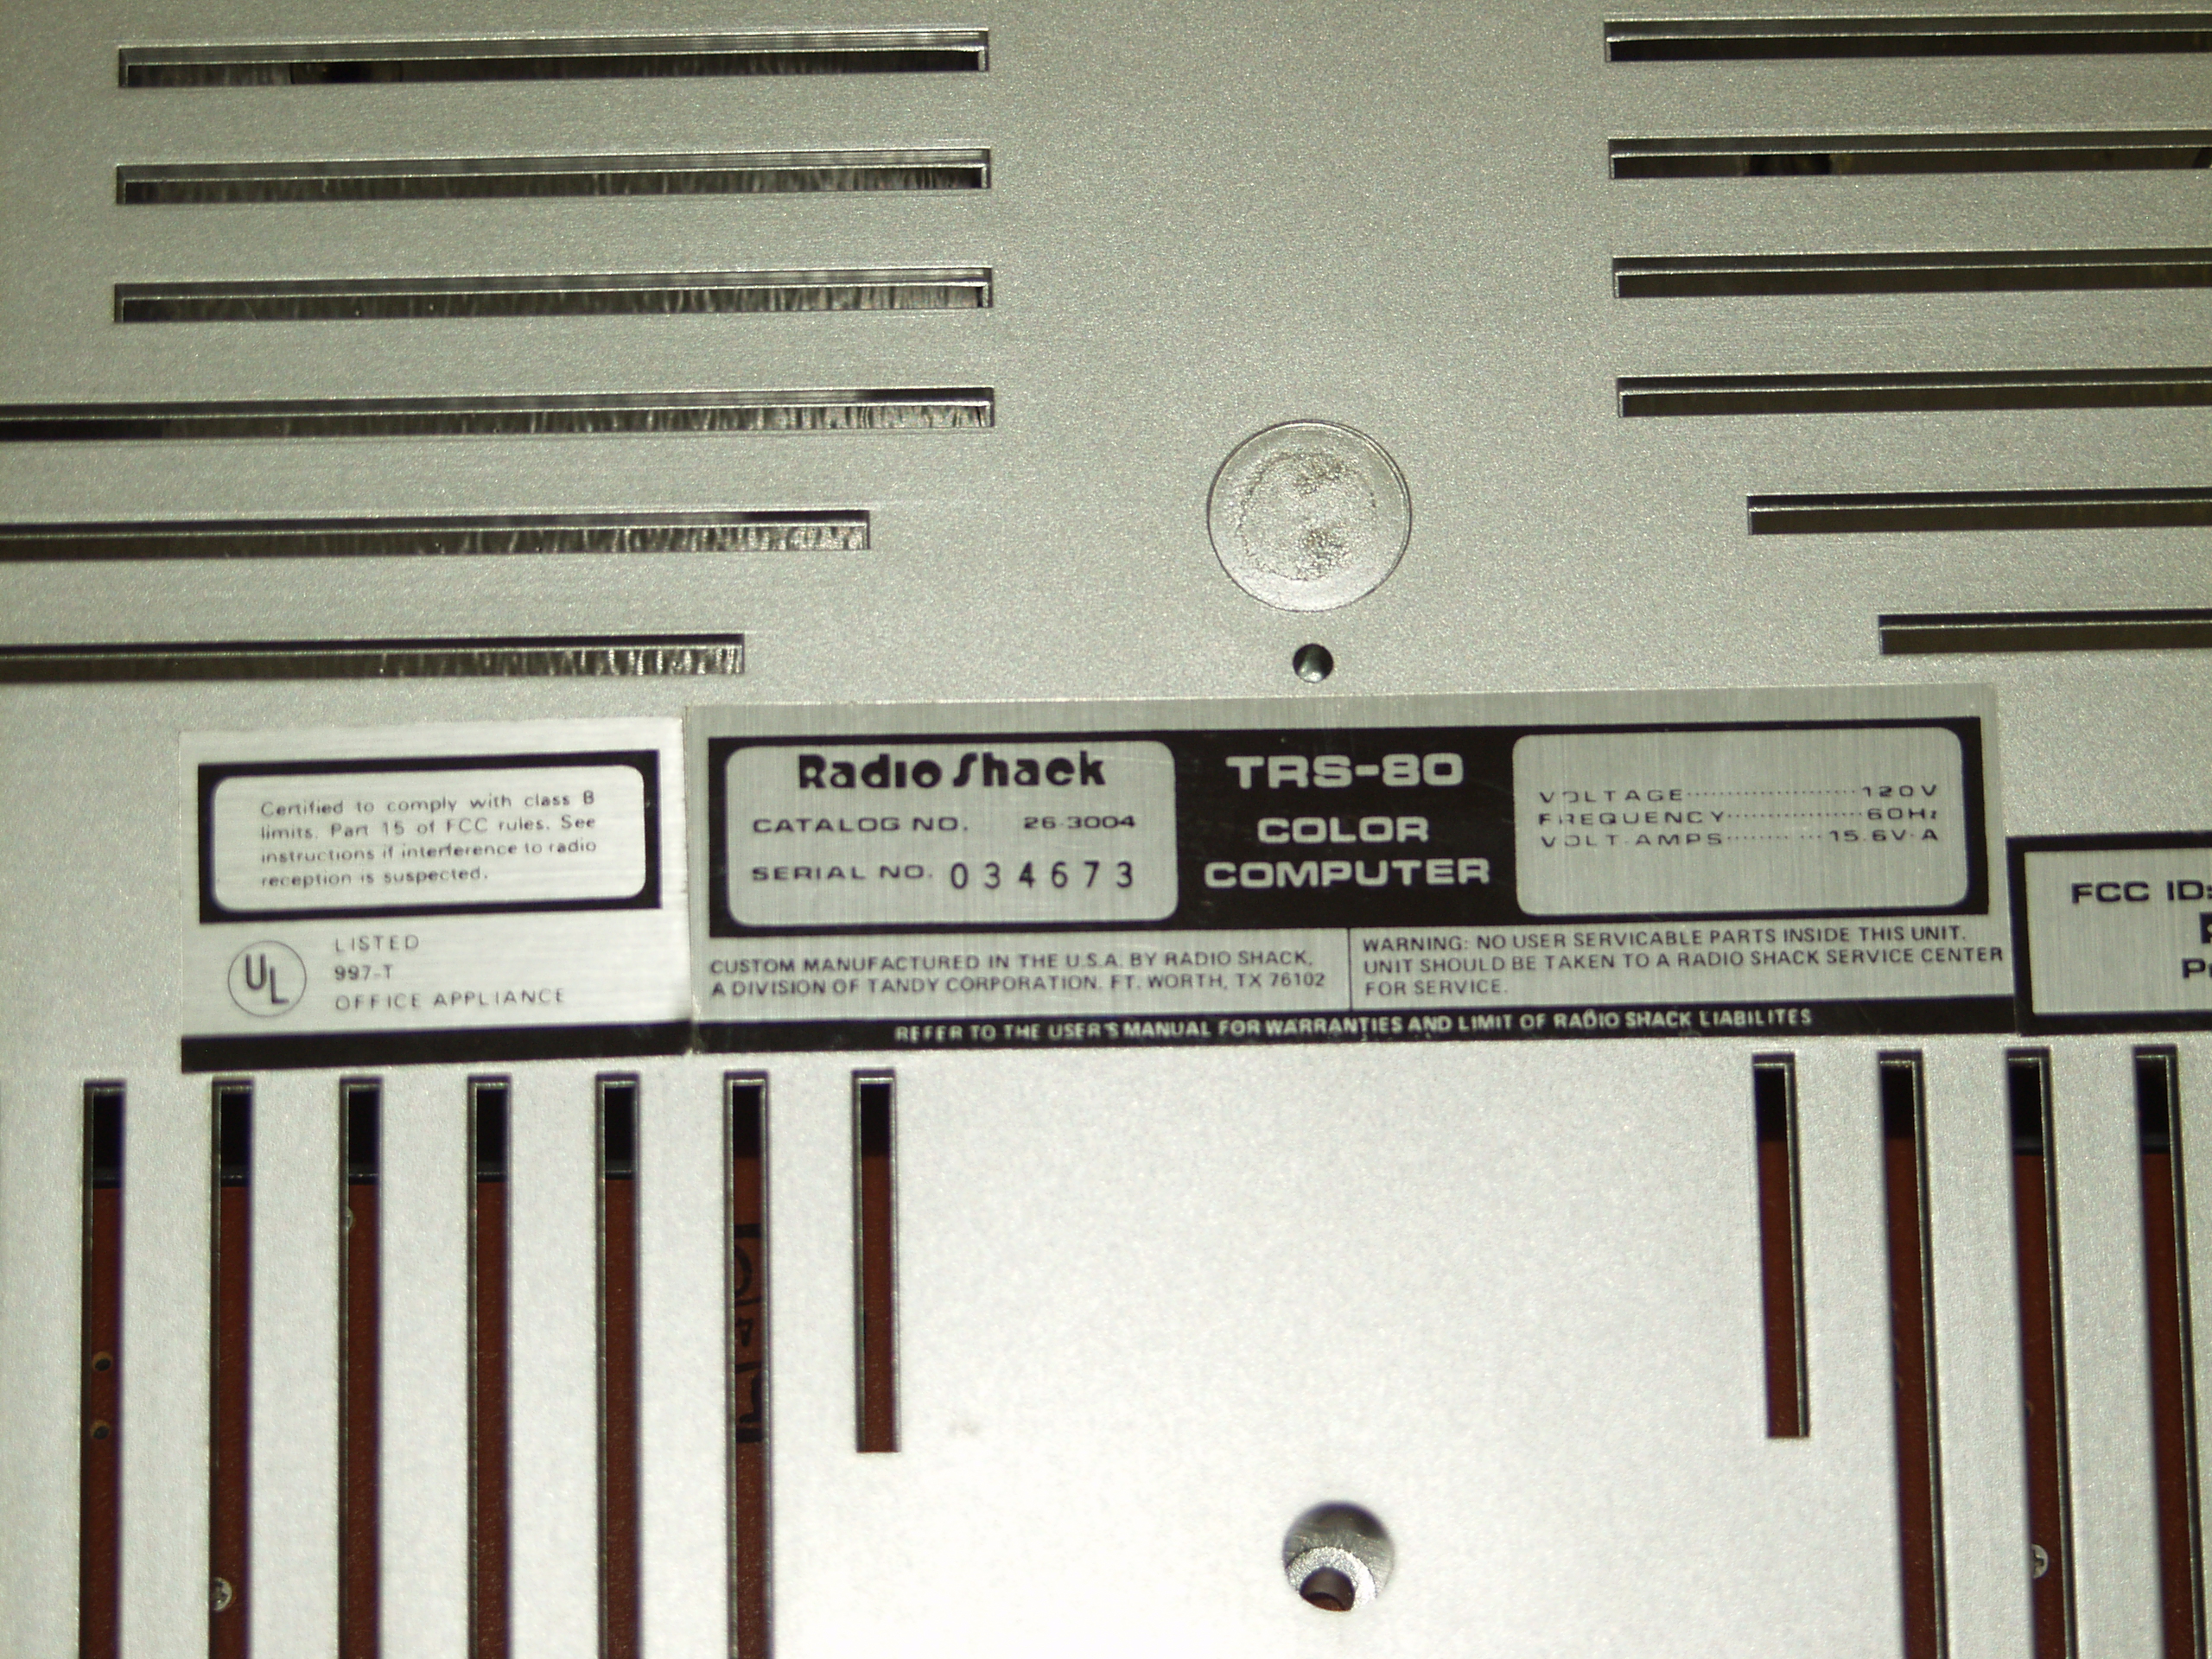 Certified to comply with class B
limits. Part 15 of FCC rules. See
instructions if interference to radio
reception is suspected.
UL
LISTED
997-T
OFFICE APPLIANCE
Radio Shack
CATALOG NO. 26-3004
SERIAL NO. 034673
TRS-80
COLOR
COMPUTER
VOLTAGE 120V
FREQUENCY 60Hz
VOLT-AMPS 15.6V-A
CUSTOM MANUFACTURED IN THE U.S.A. BY RADIO SHACK,
A DIVISION OF TANDY CORPORATION. FT. WORTH, TX 76102
WARNING: NO USER SERVICABLE PARTS INSIDE THIS UNIT.
UNIT SHOULD BE TAKEN TO A RADIO SHACK SERVICE CENTER
FOR SERVICE.
REFER TO THE USER'S MANUAL FOR WARRANTIES AND LIMIT OF RADIO SHACK LIABILITES
FCC ID: